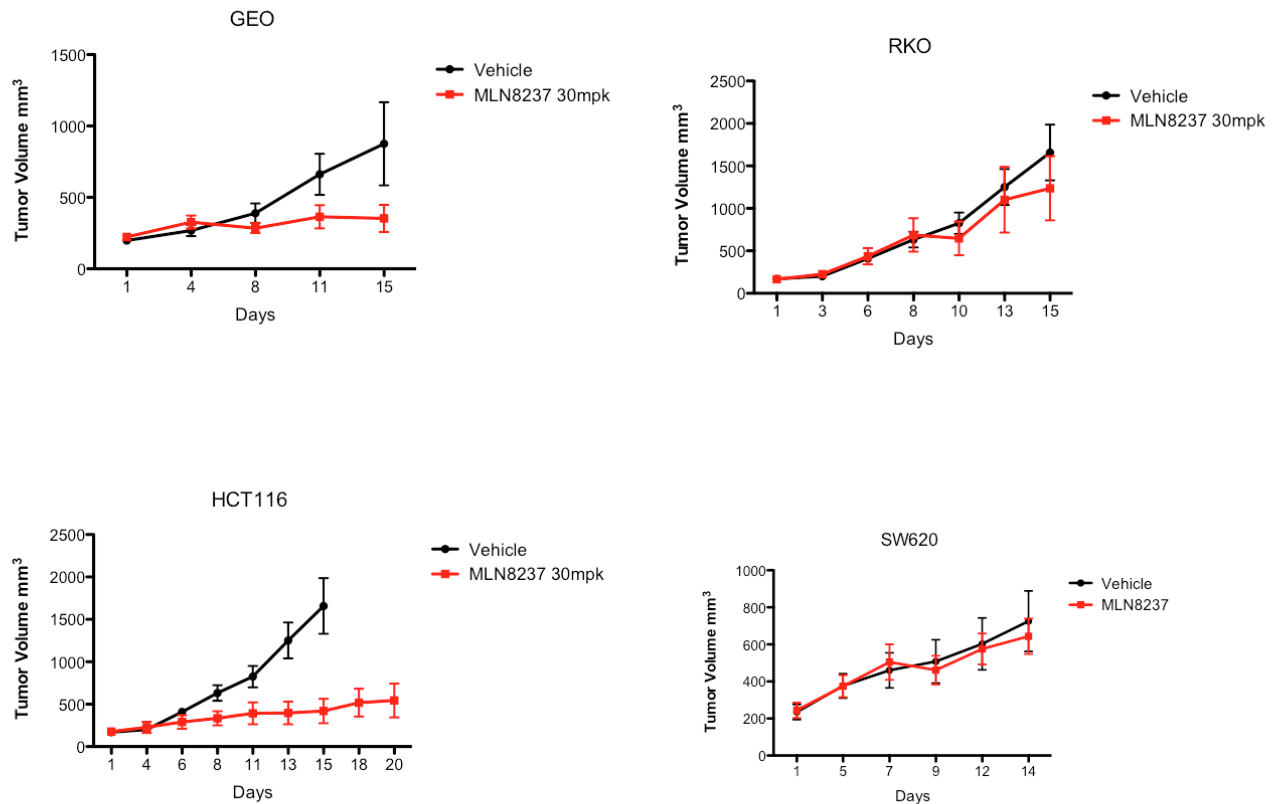 GEO
Tumor Volume mm³
1500
1000
500
0
1 4 8 11 15
Days
Vehicle
MLN8237 30mpk
RKO
Tumor Volume mm³
2500
2000
1500
1000
500
0
1 3 6 8 10 13 15
Days
Vehicle
MLN8237 30mpk
HCT116
Tumor Volume mm³
2500
2000
1500
1000
500
0
1 4 6 8 11 13 15 18 20
Days
Vehicle
MLN8237 30mpk
SW620
Tumor Volume mm³
1000
800
600
400
200
0
1 5 7 9 12 14
Days
Vehicle
MLN8237